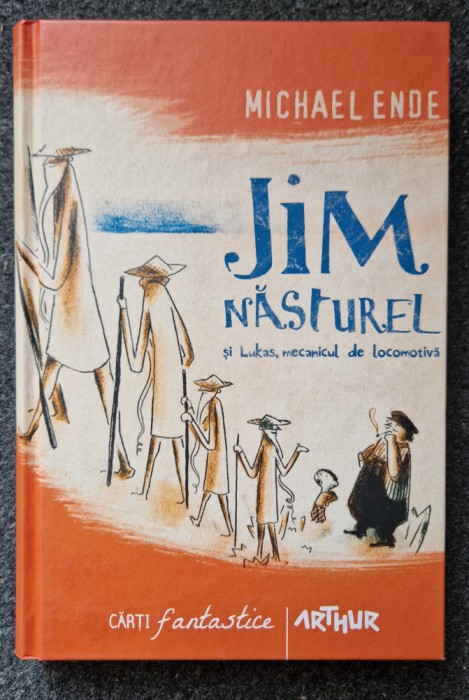 MICHAEL ENDE
JiM
NĂSTUREL
și Lukas, mecanicul de locomotivă
CĂRȚI fantastice | ARTHUR